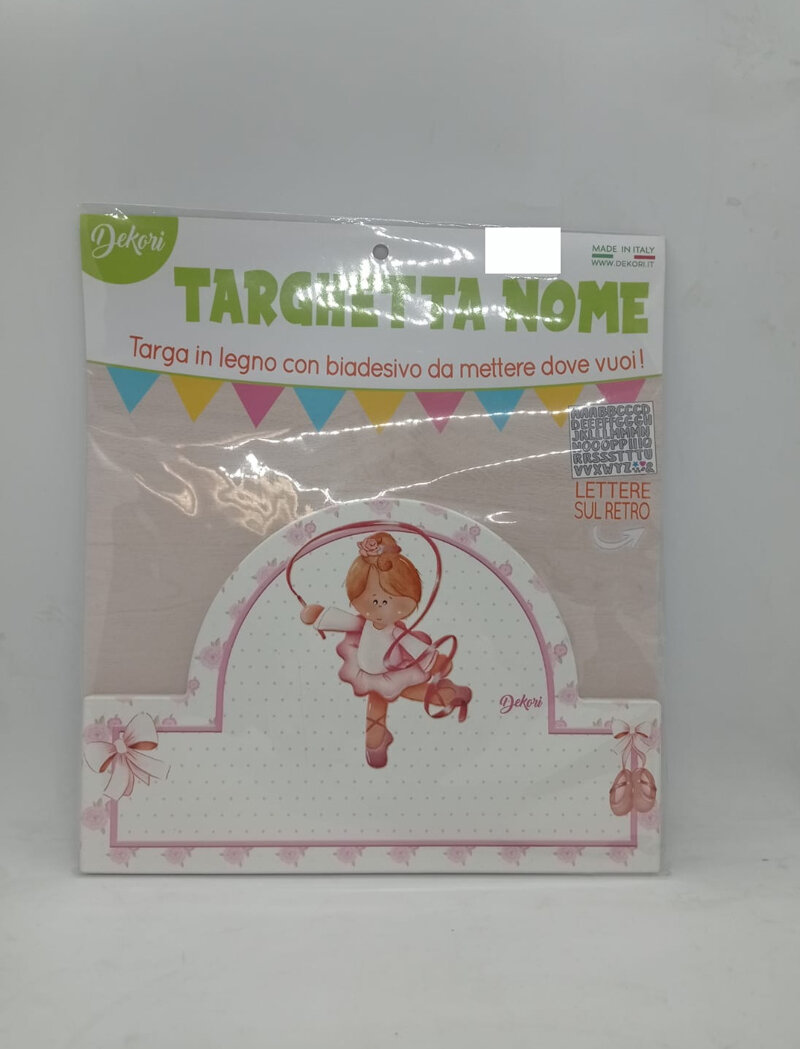 Dekori
MADE IN ITALY
WWW.DEKORI.IT
TARGHETTA NOME
Targa in legno con biadesivo da mettere dove vuoi!
LETTERE
SUL RETRO
Dekori